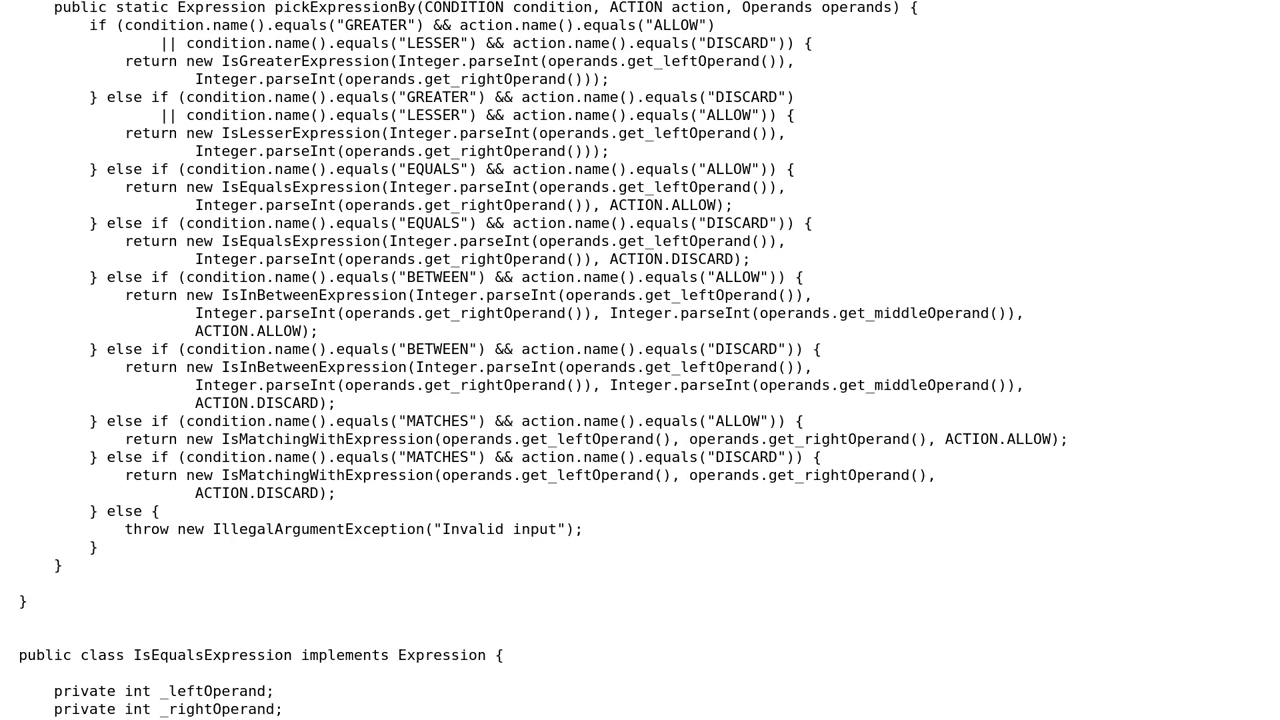 public static Expression pickExpressionBy(CONDITION condition, ACTION action, Operands operands) {
if (condition.name().equals("GREATER") && action.name().equals("ALLOW")
|| condition.name().equals("LESSER") && action.name().equals("DISCARD")) {
return new IsGreaterExpression(Integer.parseInt(operands.get_leftOperand()),
Integer.parseInt(operands.get_rightOperand()));
} else if (condition.name().equals("GREATER") && action.name().equals("DISCARD")
|| condition.name().equals("LESSER") && action.name().equals("ALLOW")) {
return new IsLesserExpression(Integer.parseInt(operands.get_leftOperand()),
Integer.parseInt(operands.get_rightOperand()));
} else if (condition.name().equals("EQUALS") && action.name().equals("ALLOW")) {
return new IsEqualsExpression(Integer.parseInt(operands.get_leftOperand()),
Integer.parseInt(operands.get_rightOperand()), ACTION.ALLOW);
} else if (condition.name().equals("EQUALS") && action.name().equals("DISCARD")) {
return new IsEqualsExpression(Integer.parseInt(operands.get_leftOperand()),
Integer.parseInt(operands.get_rightOperand()), ACTION.DISCARD);
} else if (condition.name().equals("BETWEEN") && action.name().equals("ALLOW")) {
return new IsInBetweenExpression(Integer.parseInt(operands.get_leftOperand()),
Integer.parseInt(operands.get_rightOperand()), Integer.parseInt(operands.get_middleOperand()),
ACTION.ALLOW);
} else if (condition.name().equals("BETWEEN") && action.name().equals("DISCARD")) {
return new IsInBetweenExpression(Integer.parseInt(operands.get_leftOperand()),
Integer.parseInt(operands.get_rightOperand()), Integer.parseInt(operands.get_middleOperand()),
ACTION.DISCARD);
} else if (condition.name().equals("MATCHES") && action.name().equals("ALLOW")) {
return new IsMatchingWithExpression(operands.get_leftOperand(), operands.get_rightOperand(), ACTION.ALLOW);
} else if (condition.name().equals("MATCHES") && action.name().equals("DISCARD")) {
return new IsMatchingWithExpression(operands.get_leftOperand(), operands.get_rightOperand(),
ACTION.DISCARD);
} else {
throw new IllegalArgumentException("Invalid input");
}
}
}
public class IsEqualsExpression implements Expression {
private int _leftOperand;
private int _rightOperand;